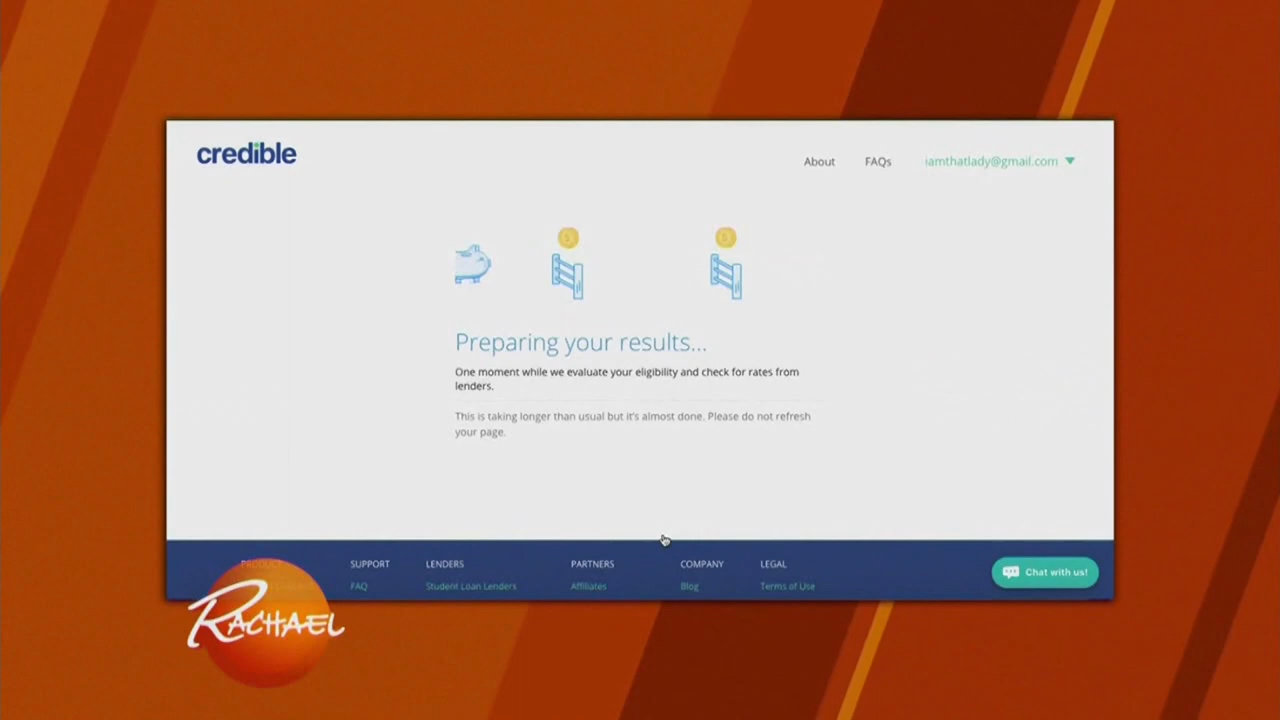 credible
About FAQs iamthatlady@gmail.com
Preparing your results...
One moment while we evaluate your eligibility and check for rates from
lenders.
This is taking longer than usual but it's almost done. Please do not refresh
your page.
PRODUCT SUPPORT LENDERS PARTNERS COMPANY LEGAL
FAQ Student Loan Lenders Affiliates Blog Terms of Use
Chat with us!
RACHAEL